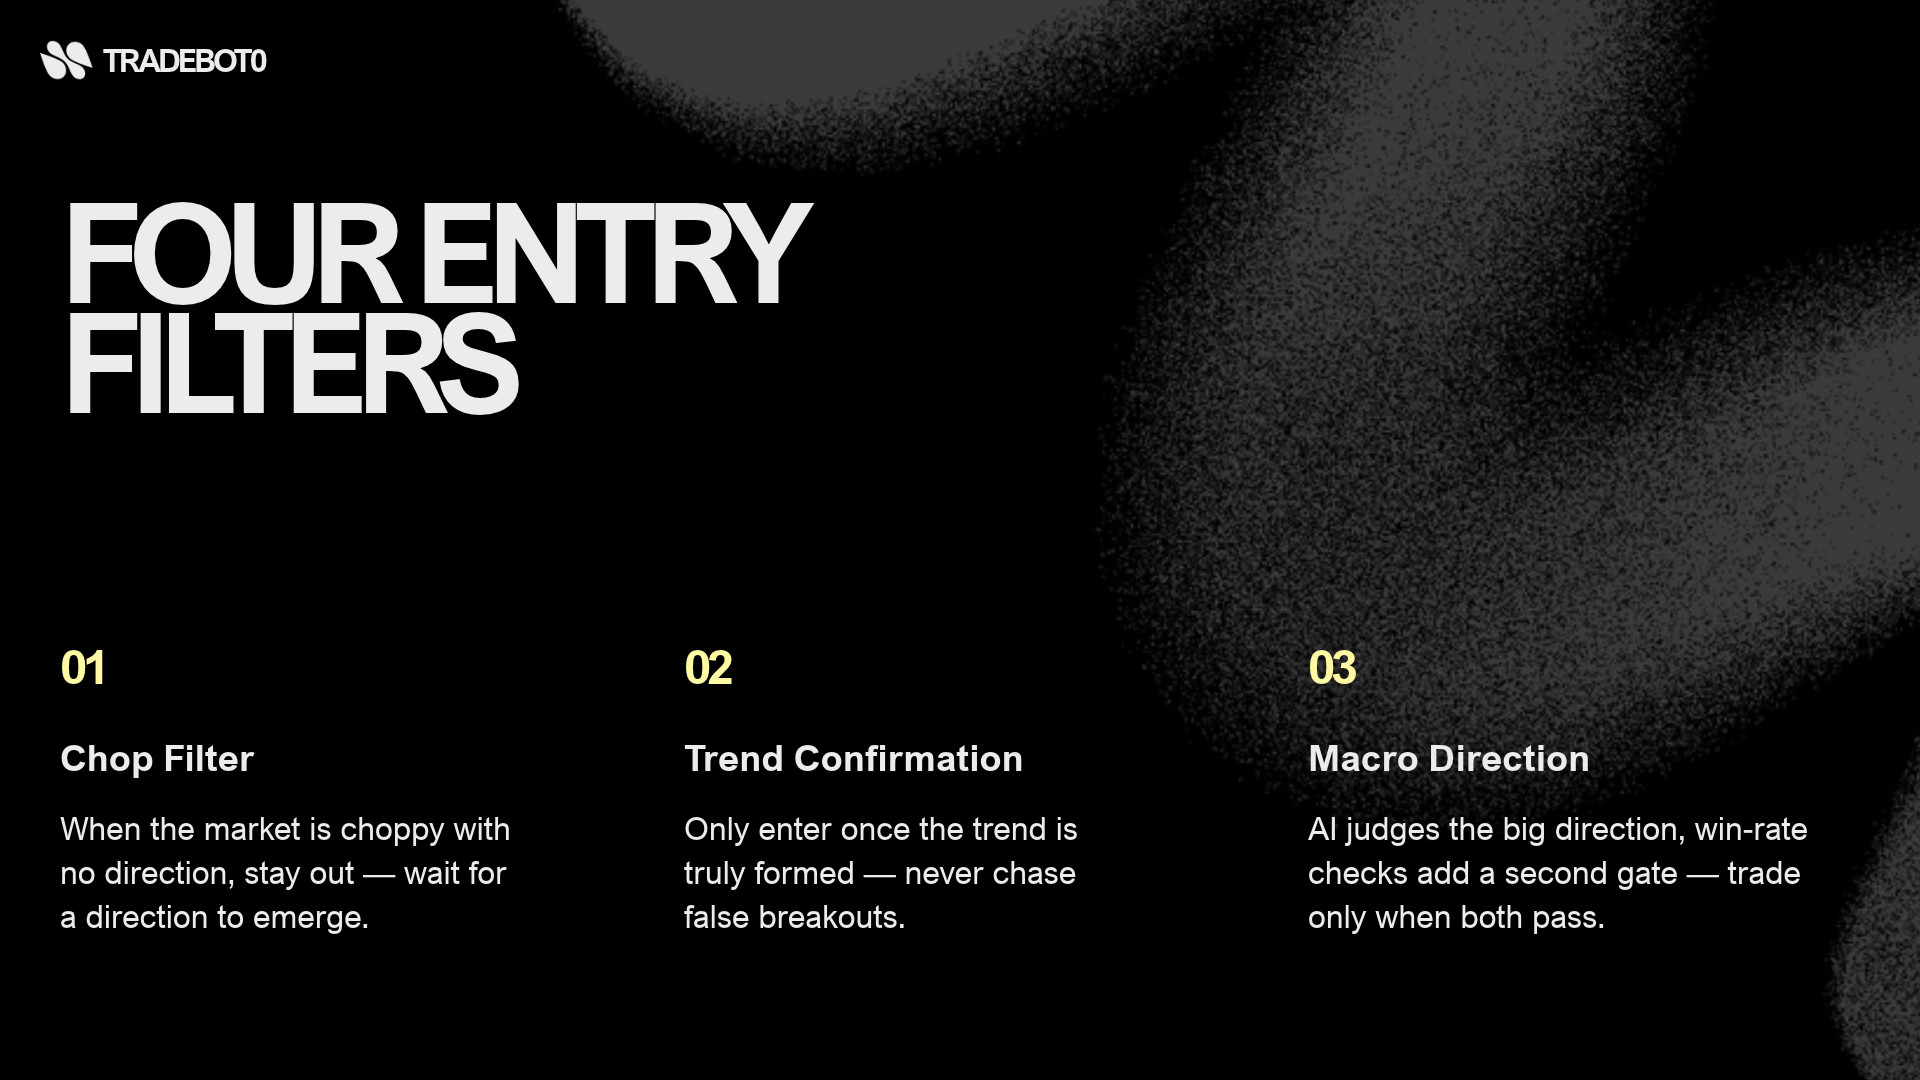 TRADEBOT0
FOUR ENTRY
FILTERS
01
Chop Filter
When the market is choppy with
no direction, stay out — wait for
a direction to emerge.
02
Trend Confirmation
Only enter once the trend is
truly formed — never chase
false breakouts.
03
Macro Direction
AI judges the big direction, win-rate
checks add a second gate — trade
only when both pass.